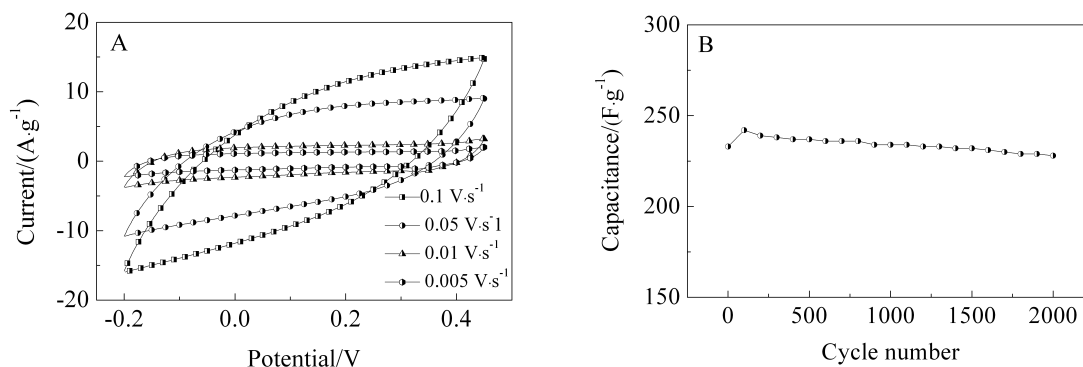 A
Current/(A·g⁻¹)
20
10
0
-10
-20
-0.2
0.0
0.2
0.4
Potential/V
0.1 V·s⁻¹
0.05 V·s⁻1
0.01 V·s⁻¹
0.005 V·s⁻¹
B
Capacitance/(F·g⁻¹)
300
250
200
150
0
500
1000
1500
2000
Cycle number